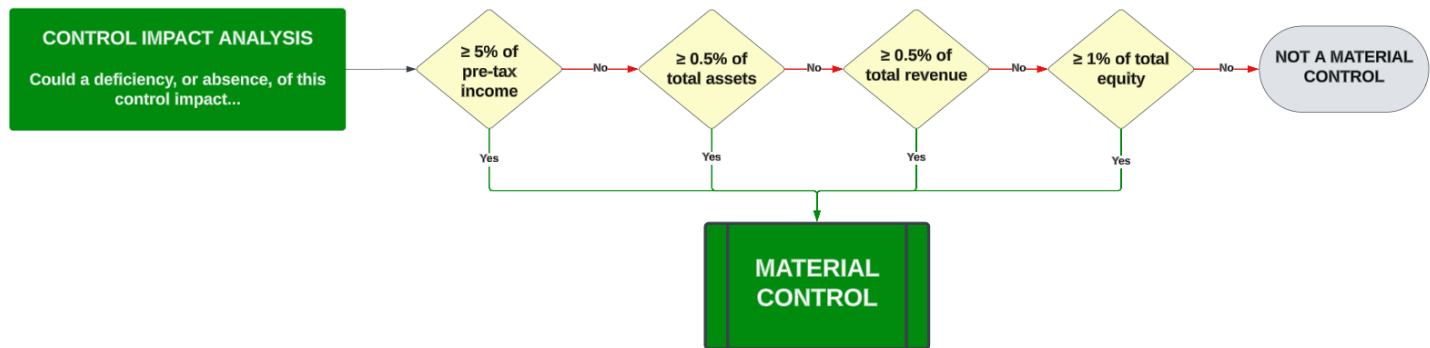 CONTROL IMPACT ANALYSIS
Could a deficiency, or absence, of this
control impact...
≥ 5% of
pre-tax
income
No
≥ 0.5% of
total assets
No
≥ 0.5% of
total revenue
No
≥ 1% of total
equity
No
NOT A MATERIAL
CONTROL
Yes
Yes
Yes
Yes
MATERIAL
CONTROL